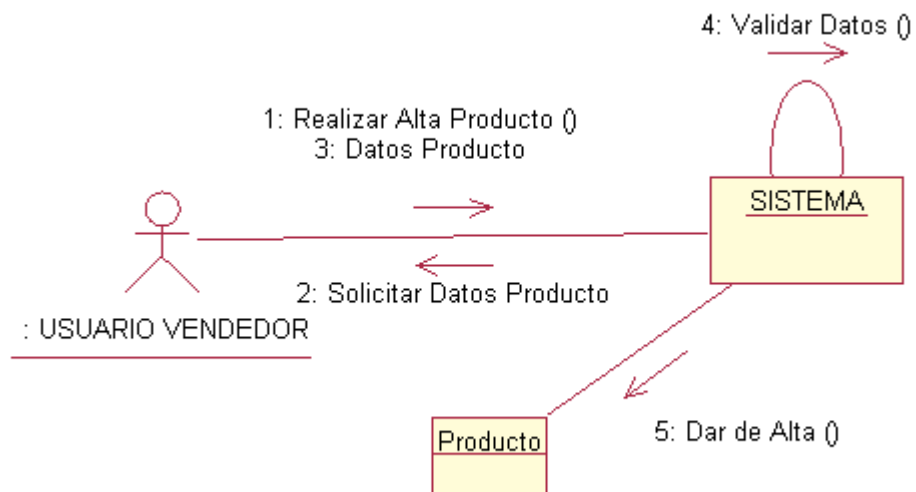 4: Validar Datos ()
1: Realizar Alta Producto ()
3: Datos Producto
SISTEMA
2: Solicitar Datos Producto
: USUARIO VENDEDOR
Producto
5: Dar de Alta ()